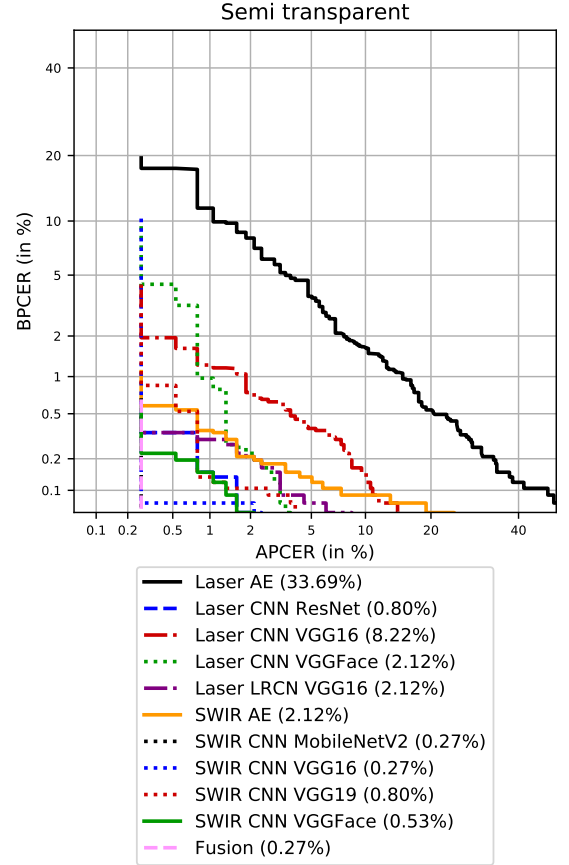 Semi transparent
BPCER (in %)
40
20
10
5
2
1
0.5
0.2
0.1
0.1 0.2 0.5 1 2 5 10 20 40
APCER (in %)
Laser AE (33.69%)
Laser CNN ResNet (0.80%)
Laser CNN VGG16 (8.22%)
Laser CNN VGGFace (2.12%)
Laser LRCN VGG16 (2.12%)
SWIR AE (2.12%)
SWIR CNN MobileNetV2 (0.27%)
SWIR CNN VGG16 (0.27%)
SWIR CNN VGG19 (0.80%)
SWIR CNN VGGFace (0.53%)
Fusion (0.27%)